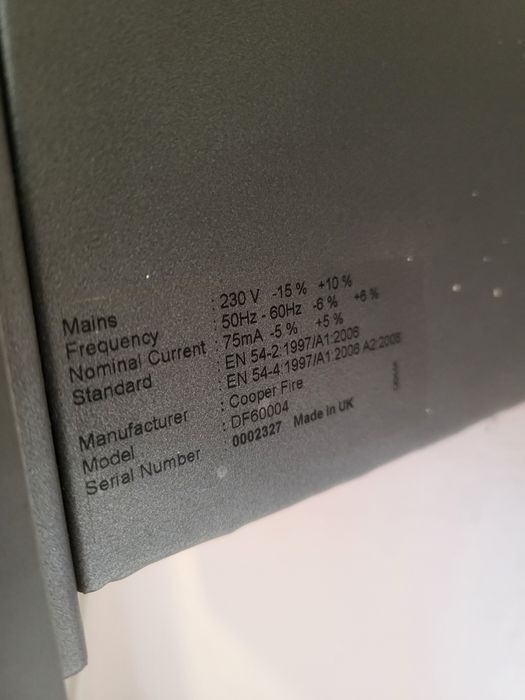 Mains : 230 V -15 % +10 %
Frequency : 50Hz - 60Hz -6 % +6 %
Nominal Current : 75mA -5 % +5 %
Standard : EN 54-2:1997/A1:2006
EN 54-4:1997/A1:2006 A2:2006
Manufacturer : Cooper Fire
Model : DF60004
Serial Number : 0002327 Made in UK